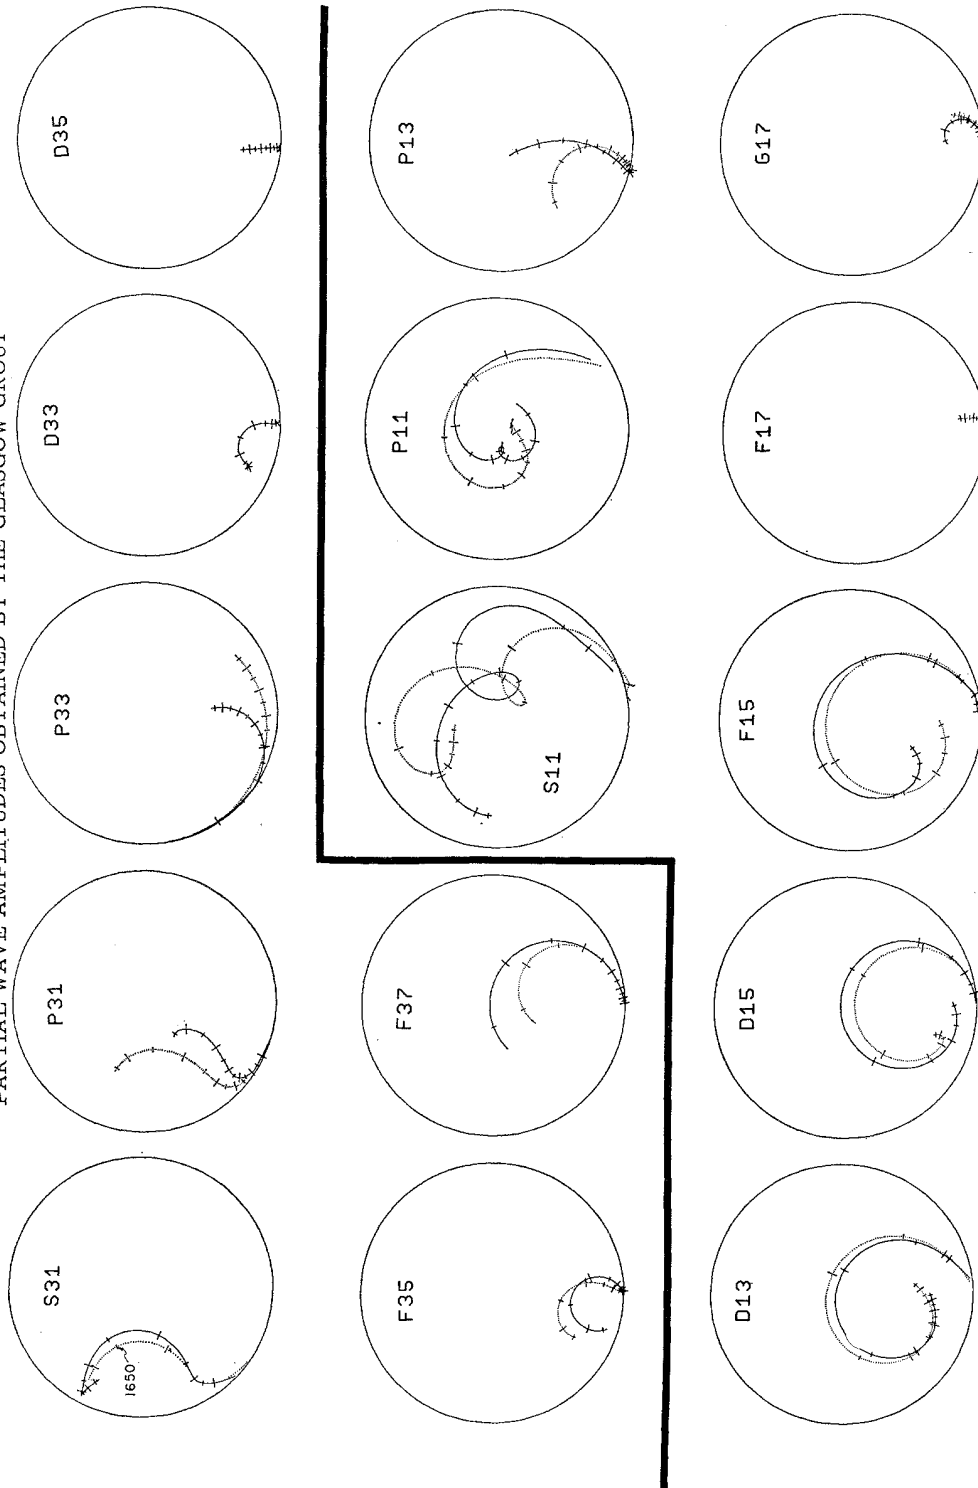 PARTIAL WAVE AMPLITUDES OBTAINED BY THE GLASGOW GROUP
S31
1650
P31
P33
D33
D35
F35
F37
S11
P11
P13
D13
D15
F15
F17
G17